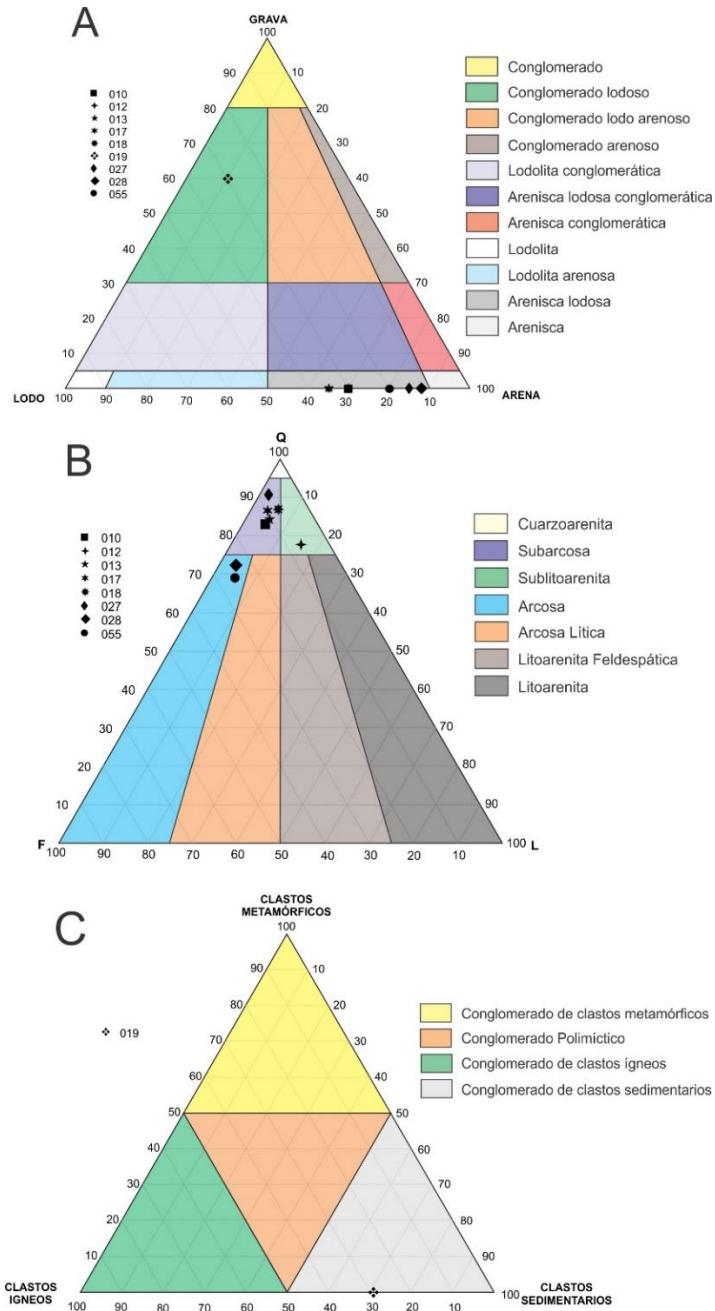 A
GRAVA
100
90
10
80
20
60
30
50
40
40
50
30
60
70
20
80
10
90
100
100
LODO
90
80
70
60
50
40
30
20
10
ARENA
010
012
013
017
018
019
027
028
055
Conglomerado
Conglomerado lodoso
Conglomerado lodo arenoso
Conglomerado arenoso
Lodolita conglomerática
Arenisca lodosa conglomerática
Arenisca conglomerática
Lodolita
Lodolita arenosa
Arenisca lodosa
Arenisca
B
Q
100
90
10
80
20
70
30
60
40
50
50
40
60
30
70
20
80
10
90
F
100
90
80
70
60
50
40
30
20
10
100 L
010
012
013
017
018
027
028
055
Cuarzoarenita
Subarcosa
Sublitoarenita
Arcosa
Arcosa Lítica
Litoarenita Feldespática
Litoarenita
C
CLASTOS
METAMÓRFICOS
100
90
10
80
20
70
30
60
40
50
50
40
60
30
70
20
80
10
90
100
90
80
70
60
50
40
30
20
10
100
CLASTOS
IGNEOS
CLASTOS
SEDIMENTARIOS
019
Conglomerado de clastos metamórficos
Conglomerado Polimíctico
Conglomerado de clastos ígneos
Conglomerado de clastos sedimentarios